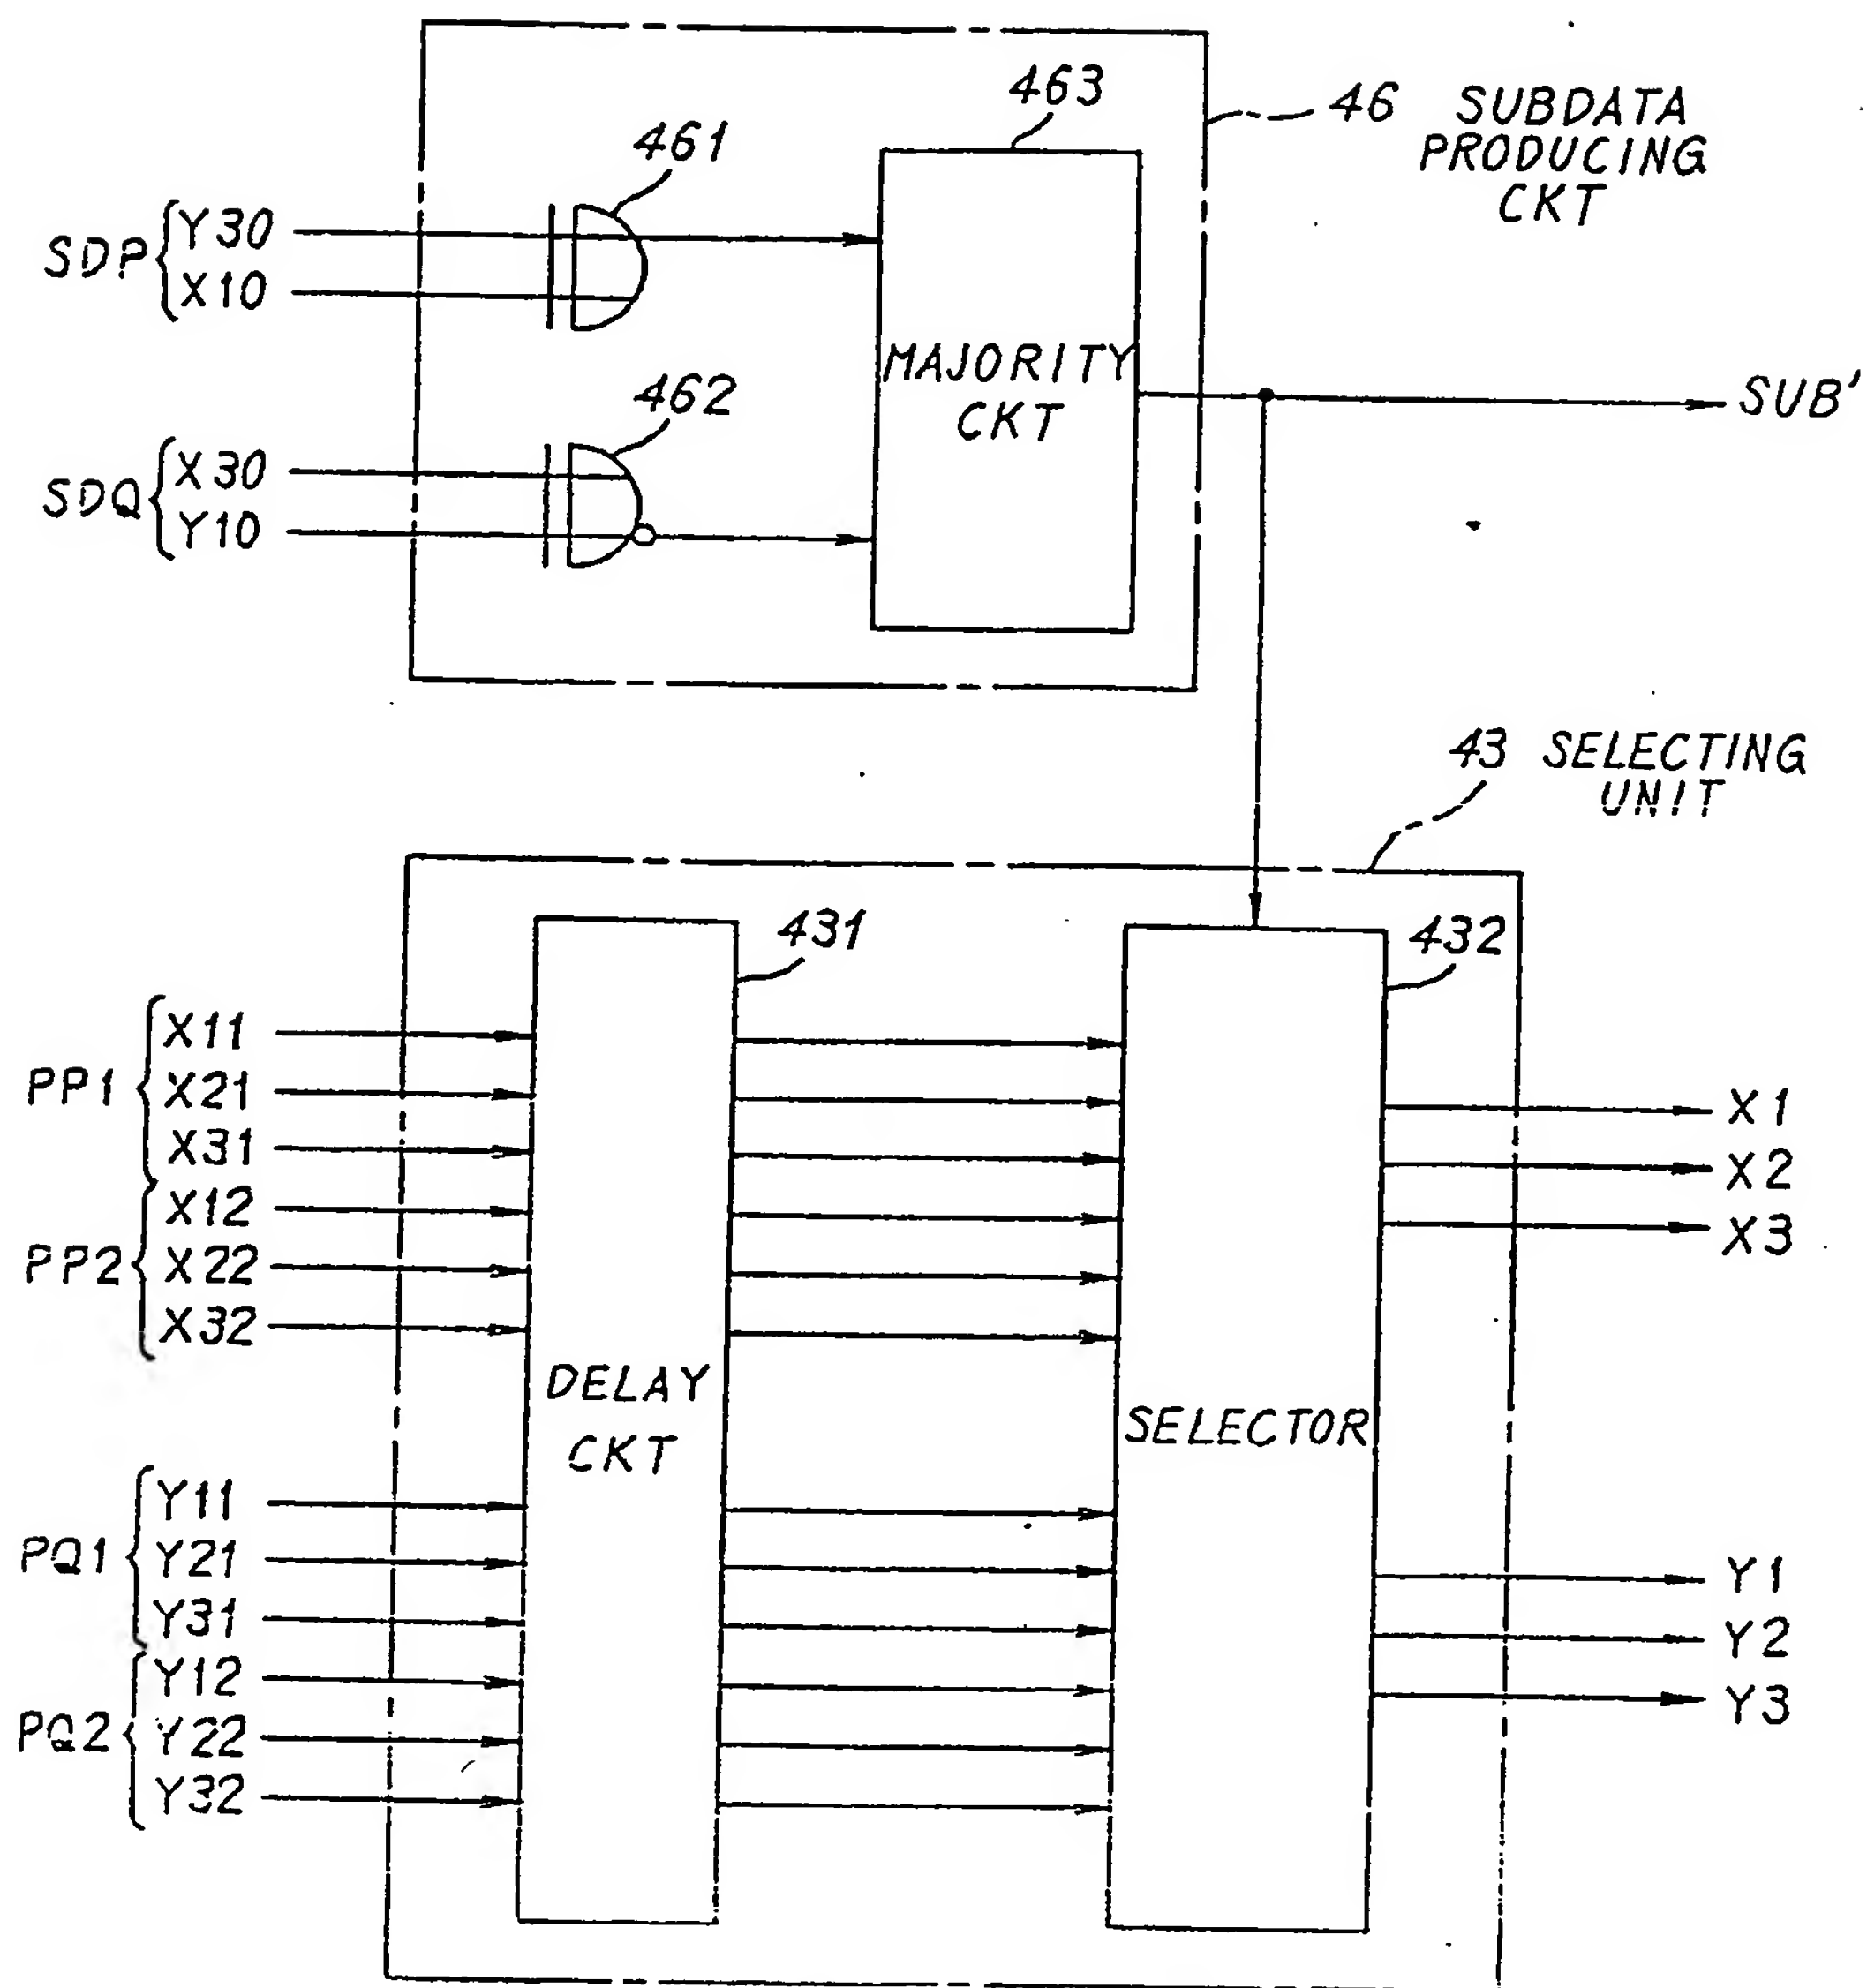 463
46 SUBDATA
PRODUCING
CKT
461
SDP
Y30
X10
MAJORITY
CKT
SUB'
462
SDQ
X30
Y10
43 SELECTING
UNIT
431
432
PP1
X11
X21
X31
PP2
X12
X22
X32
X1
X2
X3
DELAY
CKT
SELECTOR
PQ1
Y11
Y21
Y31
PQ2
Y12
Y22
Y32
Y1
Y2
Y3